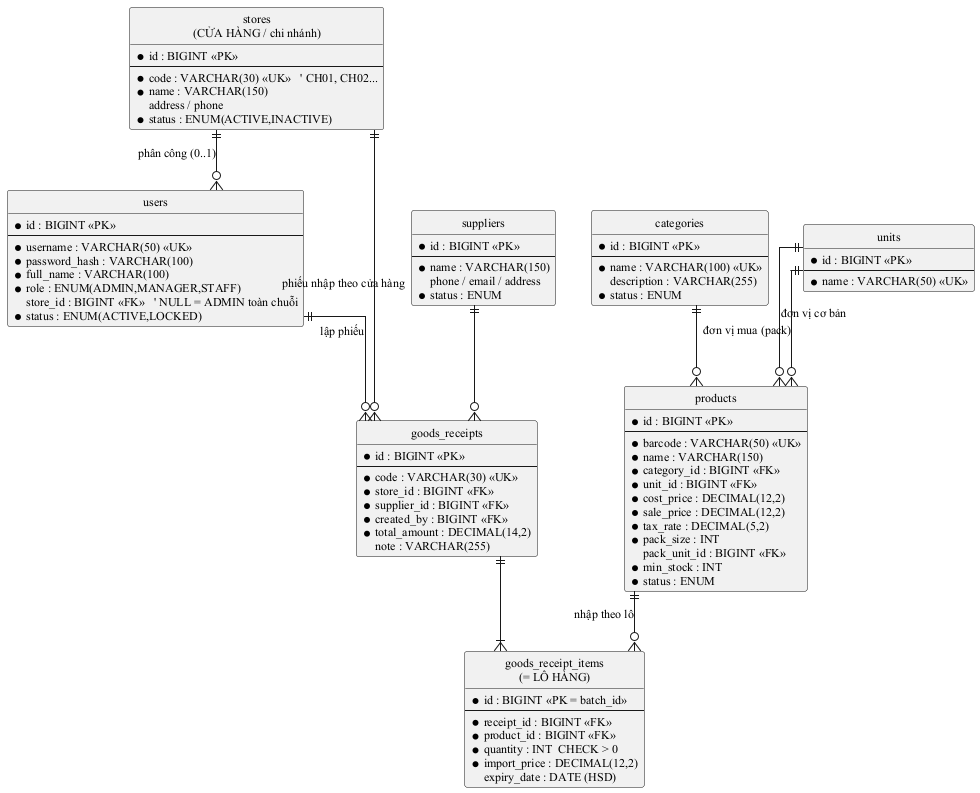 stores
(CỬA HÀNG / chi nhánh)
id : BIGINT «PK»
code : VARCHAR(30) «UK»   ' CH01, CH02...
name : VARCHAR(150)
address / phone
status : ENUM(ACTIVE,INACTIVE)
phân công (0..1)
users
id : BIGINT «PK»
username : VARCHAR(50) «UK»
password_hash : VARCHAR(100)
full_name : VARCHAR(100)
role : ENUM(ADMIN,MANAGER,STAFF)
store_id : BIGINT «FK»   ' NULL = ADMIN toàn chuỗi
status : ENUM(ACTIVE,LOCKED)
suppliers
id : BIGINT «PK»
name : VARCHAR(150)
phone / email / address
status : ENUM
categories
id : BIGINT «PK»
name : VARCHAR(100) «UK»
description : VARCHAR(255)
status : ENUM
units
id : BIGINT «PK»
name : VARCHAR(50) «UK»
phiếu nhập theo cửa hàng
lập phiếu
đơn vị mua (pack)
đơn vị cơ bản
goods_receipts
id : BIGINT «PK»
code : VARCHAR(30) «UK»
store_id : BIGINT «FK»
supplier_id : BIGINT «FK»
created_by : BIGINT «FK»
total_amount : DECIMAL(14,2)
note : VARCHAR(255)
products
id : BIGINT «PK»
barcode : VARCHAR(50) «UK»
name : VARCHAR(150)
category_id : BIGINT «FK»
unit_id : BIGINT «FK»
cost_price : DECIMAL(12,2)
sale_price : DECIMAL(12,2)
tax_rate : DECIMAL(5,2)
pack_size : INT
pack_unit_id : BIGINT «FK»
min_stock : INT
status : ENUM
nhập theo lô
goods_receipt_items
(= LÔ HÀNG)
id : BIGINT «PK = batch_id»
receipt_id : BIGINT «FK»
product_id : BIGINT «FK»
quantity : INT  CHECK > 0
import_price : DECIMAL(12,2)
expiry_date : DATE (HSD)